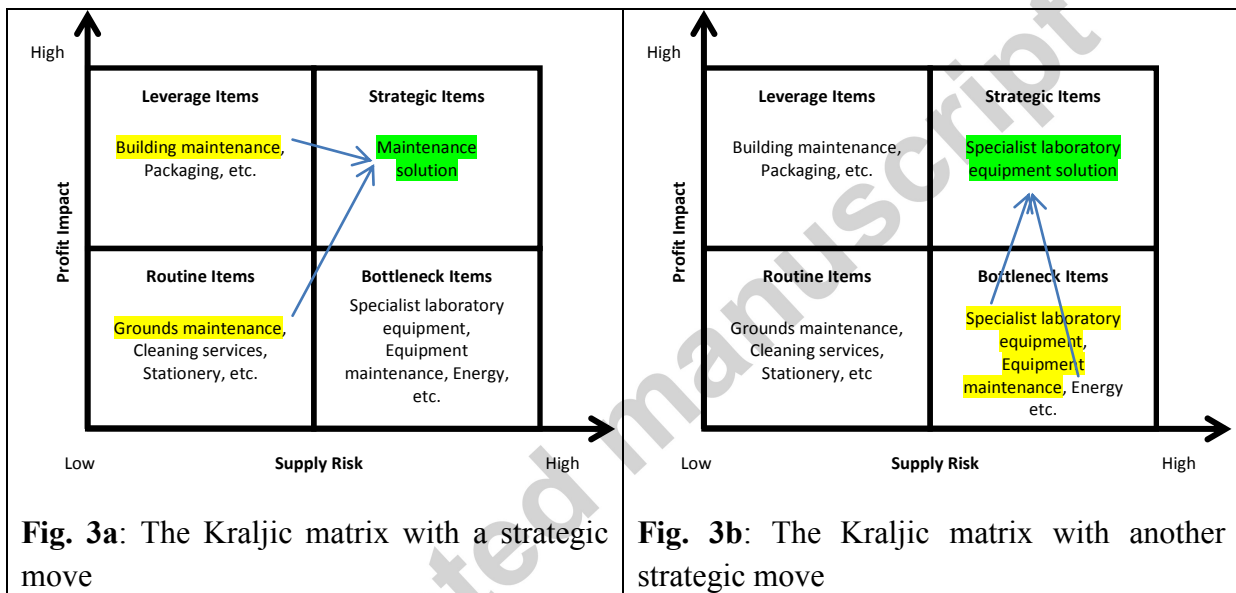 High
Leverage Items
Strategic Items
Building maintenance,
Packaging, etc.
Maintenance
solution
Profit Impact
Routine Items
Bottleneck Items
Grounds maintenance,
Cleaning services,
Stationery, etc.
Specialist laboratory
equipment,
Equipment
maintenance, Energy,
etc.
Low
Supply Risk
High
Fig. 3a: The Kraljic matrix with a strategic
move
High
Leverage Items
Strategic Items
Building maintenance,
Packaging, etc.
Specialist laboratory
equipment solution
Profit Impact
Routine Items
Bottleneck Items
Grounds maintenance,
Cleaning services,
Stationery, etc
Specialist laboratory
equipment,
Equipment
maintenance, Energy
etc.
Low
Supply Risk
High
Fig. 3b: The Kraljic matrix with another
strategic move
ted manuscript